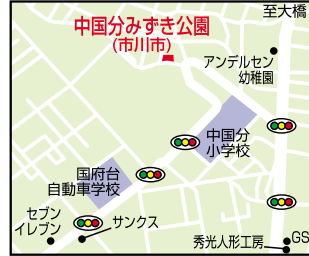 至大橋
中国分みずき公園
(市川市)
アンデルセン
幼稚園
中国分
小学校
国府台
自動車学校
セブン
イレブン
サンクス
秀光人形工房
GS